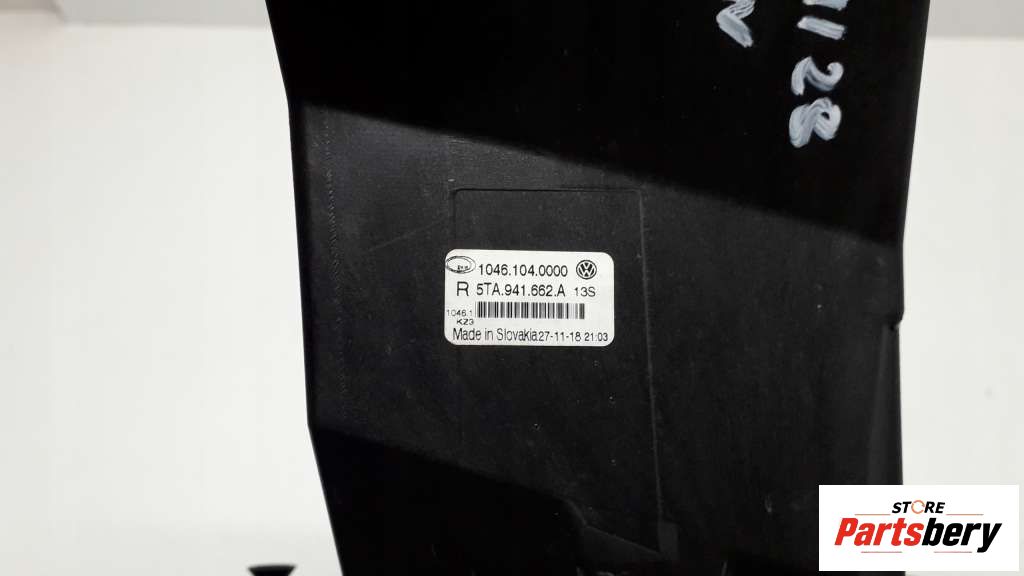 1128
1046.104.0000
R 5TA.941.662.A 13S
1046.1
KZ3
Made in Slovakia 27-11-18 21:03
STORE
Partsbery